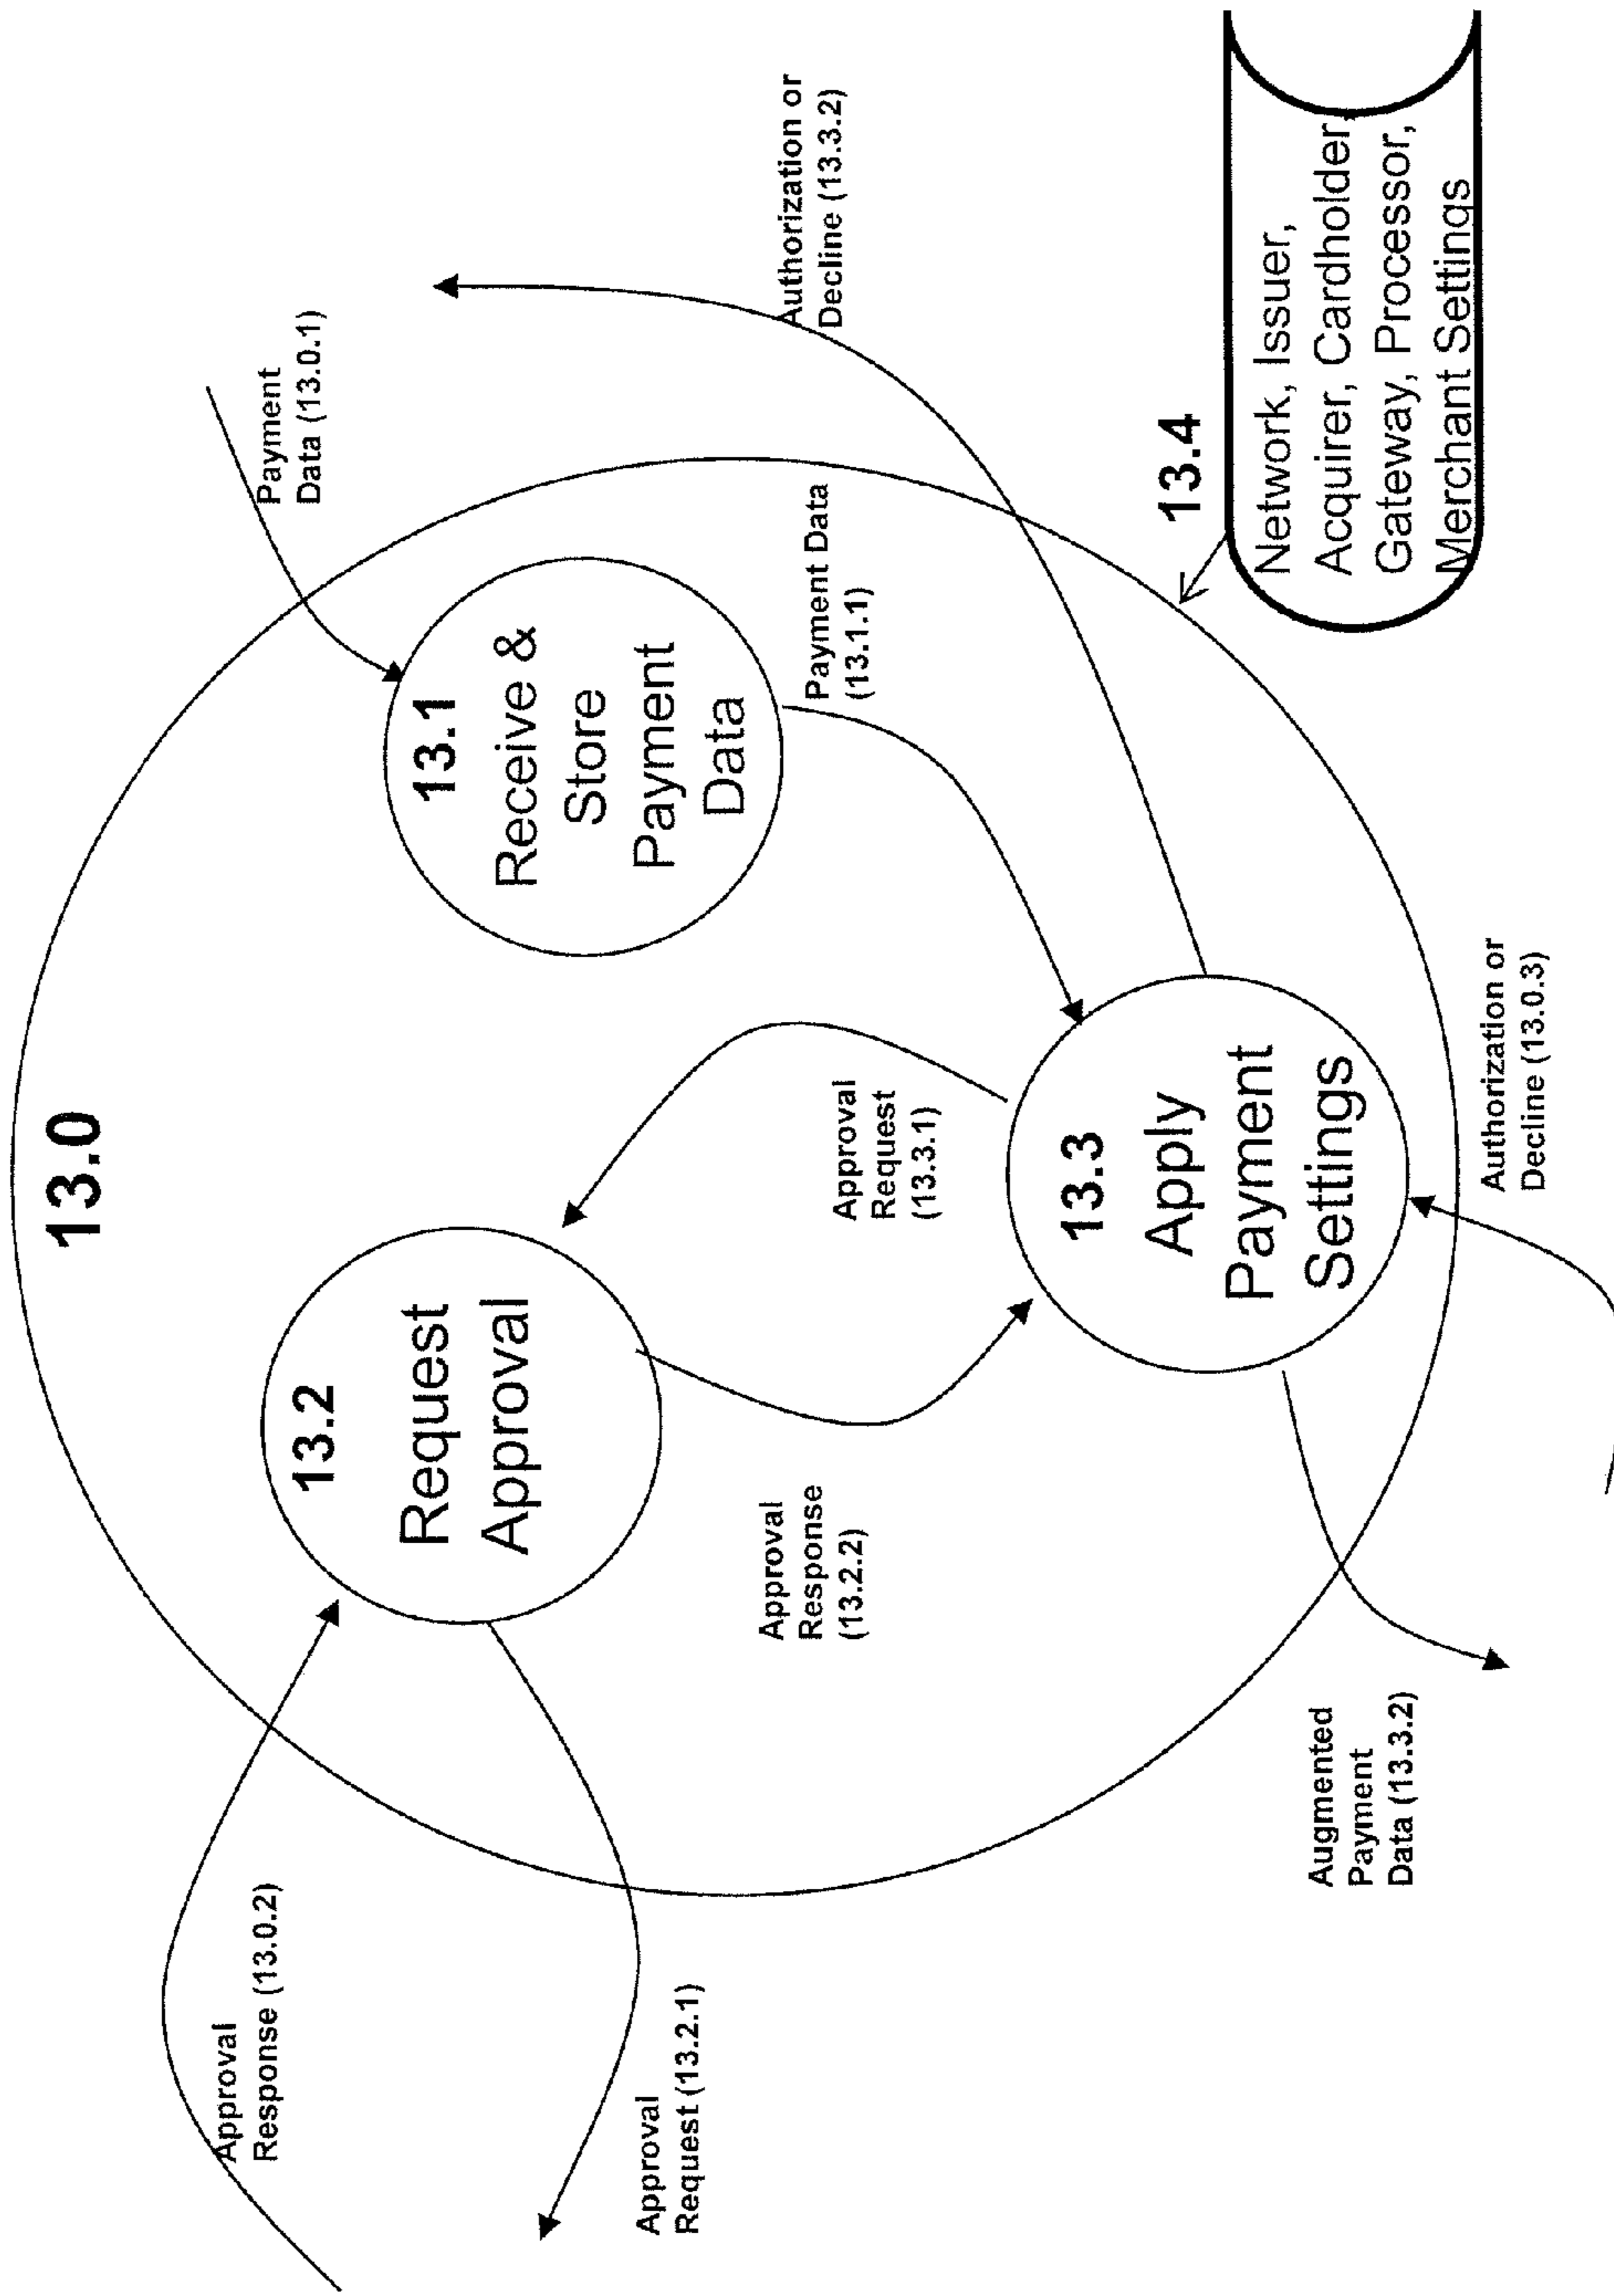 13.0
Approval
Response (13.0.2)
Approval
Request (13.2.1)
13.2
Request
Approval
Payment
Data (13.0.1)
13.1
Receive &
Store
Payment
Data
Authorization or
Decline (13.3.2)
Payment Data
(13.1.1)
Approval
Request
(13.3.1)
Approval
Response
(13.2.2)
13.3
Apply
Payment
Settings
Augmented
Payment
Data (13.3.2)
Authorization or
Decline (13.0.3)
13.4
Network, Issuer,
Acquirer, Cardholder,
Gateway, Processor,
Merchant Settings